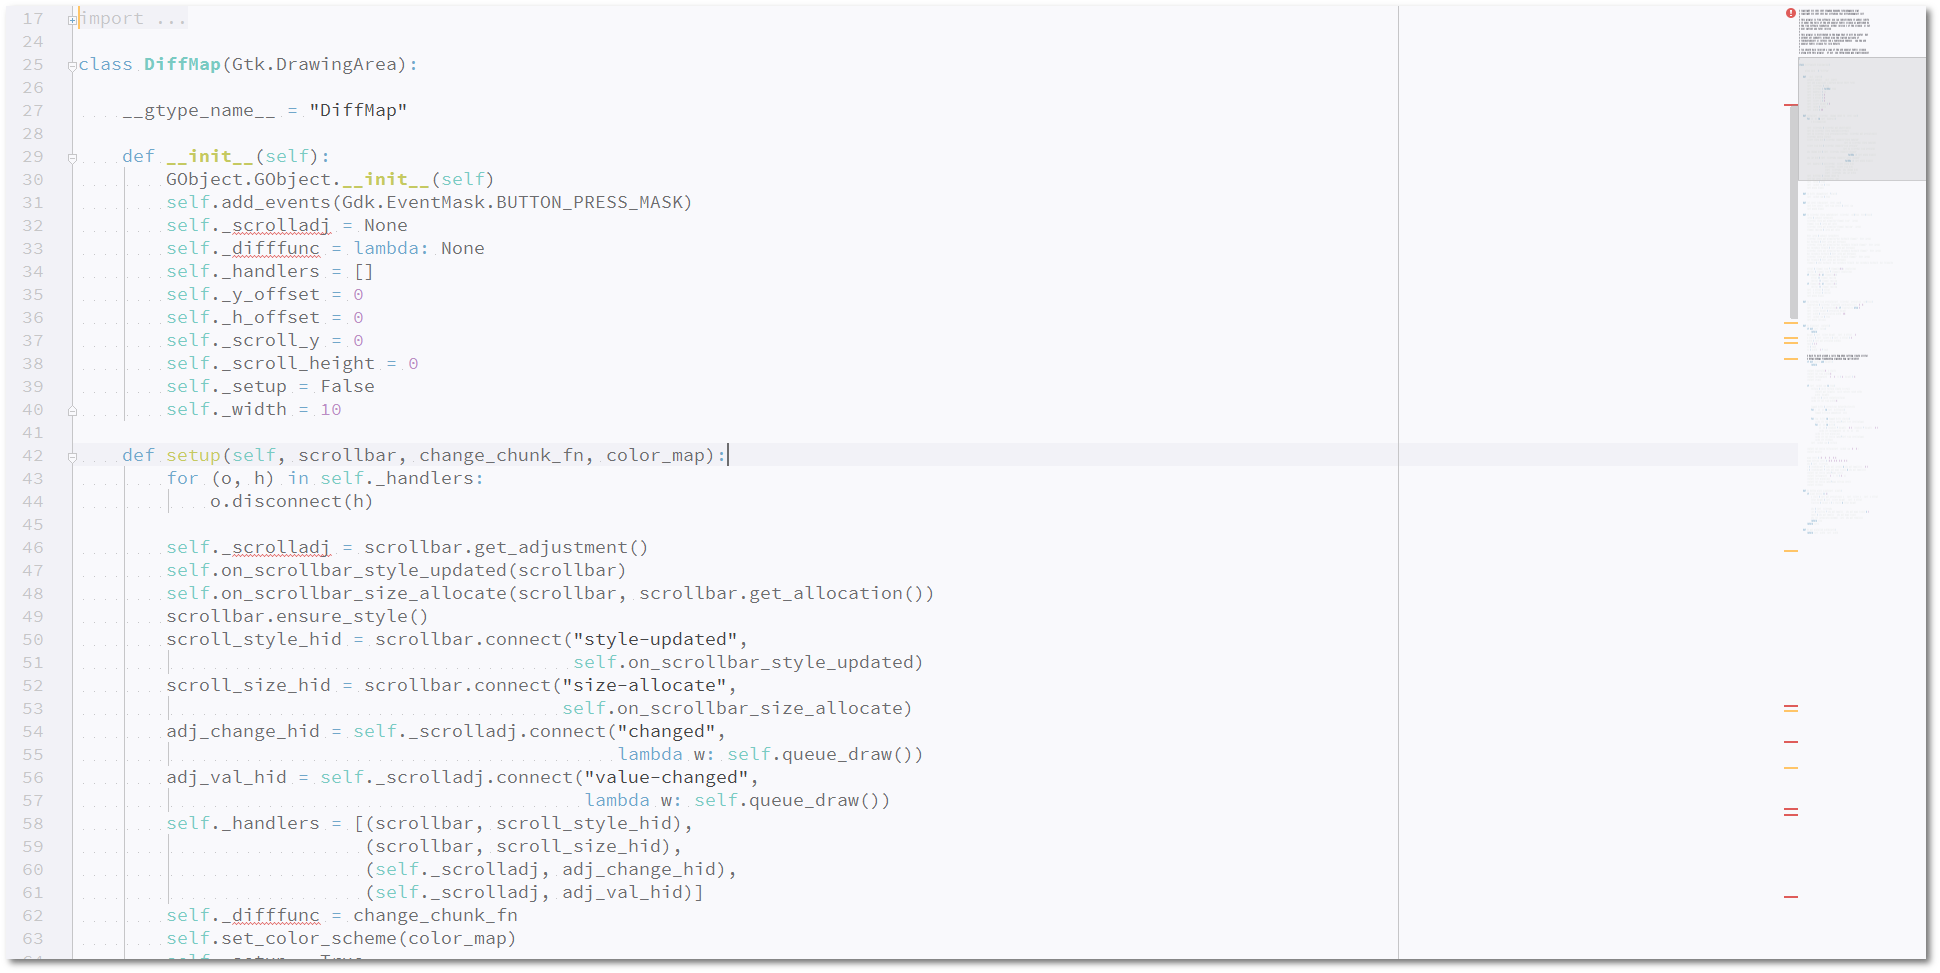 17 import ...
24
25 class DiffMap(Gtk.DrawingArea):
26
27 __gtype_name__ = "DiffMap"
28
29 def __init__(self):
30 GObject.GObject.__init__(self)
31 self.add_events(Gdk.EventMask.BUTTON_PRESS_MASK)
32 self._scrolladj = None
33 self._difffunc = lambda: None
34 self._handlers = []
35 self._y_offset = 0
36 self._h_offset = 0
37 self._scroll_y = 0
38 self._scroll_height = 0
39 self._setup = False
40 self._width = 10
41
42 def setup(self, scrollbar, change_chunk_fn, color_map):
43 for (o, h) in self._handlers:
44 o.disconnect(h)
45
46 self._scrolladj = scrollbar.get_adjustment()
47 self.on_scrollbar_style_updated(scrollbar)
48 self.on_scrollbar_size_allocate(scrollbar, scrollbar.get_allocation())
49 scrollbar.ensure_style()
50 scroll_style_hid = scrollbar.connect("style-updated",
51 self.on_scrollbar_style_updated)
52 scroll_size_hid = scrollbar.connect("size-allocate",
53 self.on_scrollbar_size_allocate)
54 adj_change_hid = self._scrolladj.connect("changed",
55 lambda w: self.queue_draw())
56 adj_val_hid = self._scrolladj.connect("value-changed",
57 lambda w: self.queue_draw())
58 self._handlers = [(scrollbar, scroll_style_hid),
59 (scrollbar, scroll_size_hid),
60 (self._scrolladj, adj_change_hid),
61 (self._scrolladj, adj_val_hid)]
62 self._difffunc = change_chunk_fn
63 self.set_color_scheme(color_map)